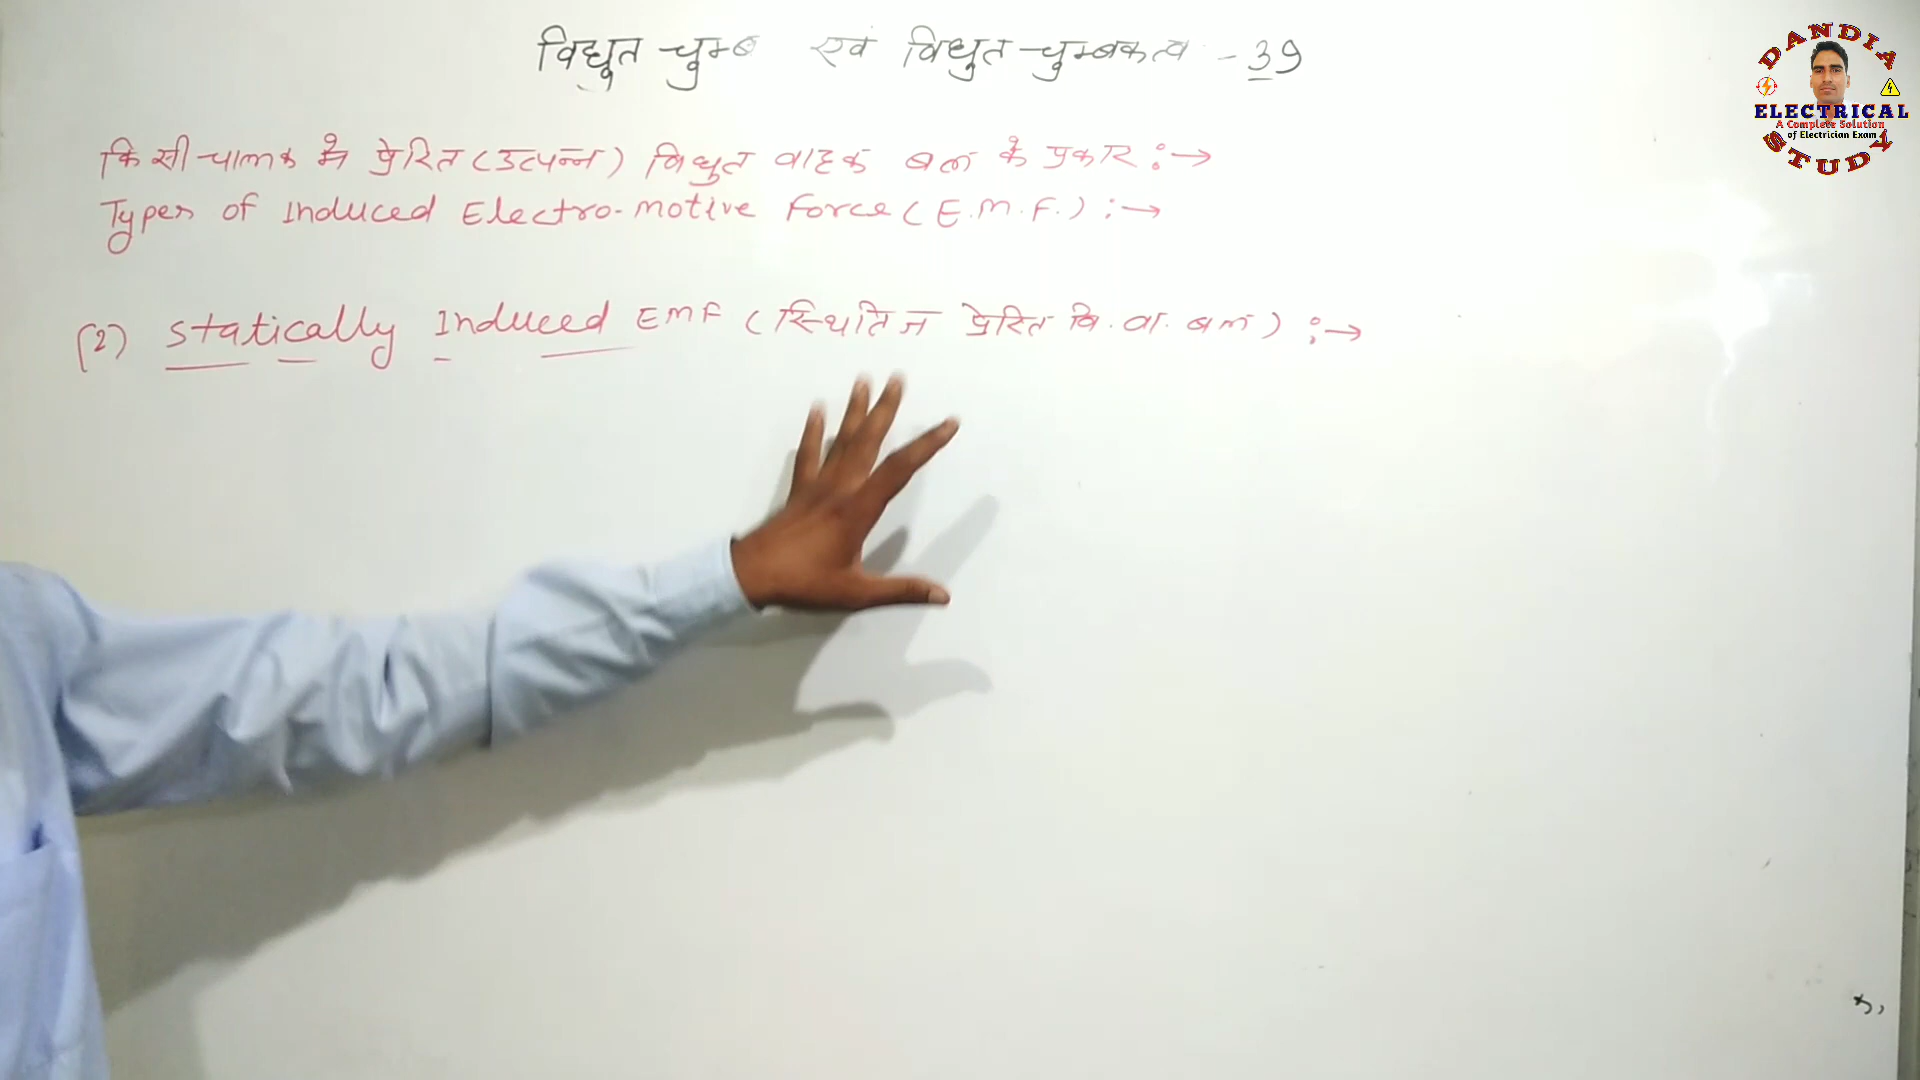 विद्युत चुम्ब एवं विद्युत-चुम्बकत्व - 39
किसी चालक में प्रेरित (उत्पन्न) विद्युत वाहक बल के प्रकार :→
Types of Induced Electro-motive Force (E.M.F.) :→
(2) Statically Induced EMF (स्थितिज प्रेरित वि. वा. बल) :→
DANDIA
ELECTRICAL
A Complete Solution
of Electrician Exam
STUDY